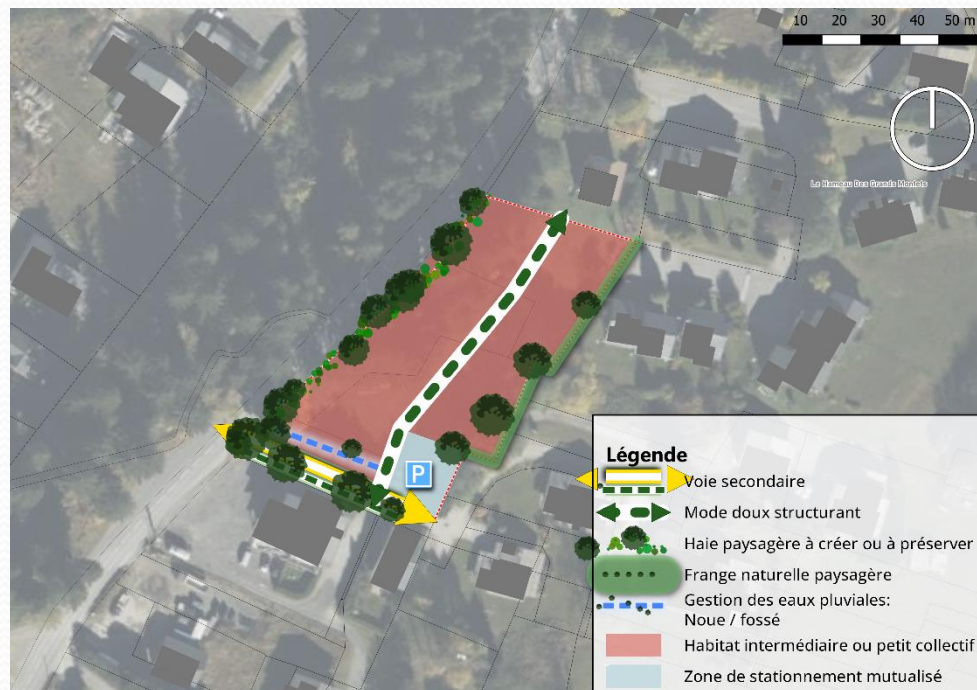 10 20 30 40 50 m
Le Hameau Des Grands Montets
P
Légende
Voie secondaire
Mode doux structurant
Haie paysagère à créer ou à préserver
Frange naturelle paysagère
Gestion des eaux pluviales:
Noue / fossé
Habitat intermédiaire ou petit collectif
Zone de stationnement mutualisé